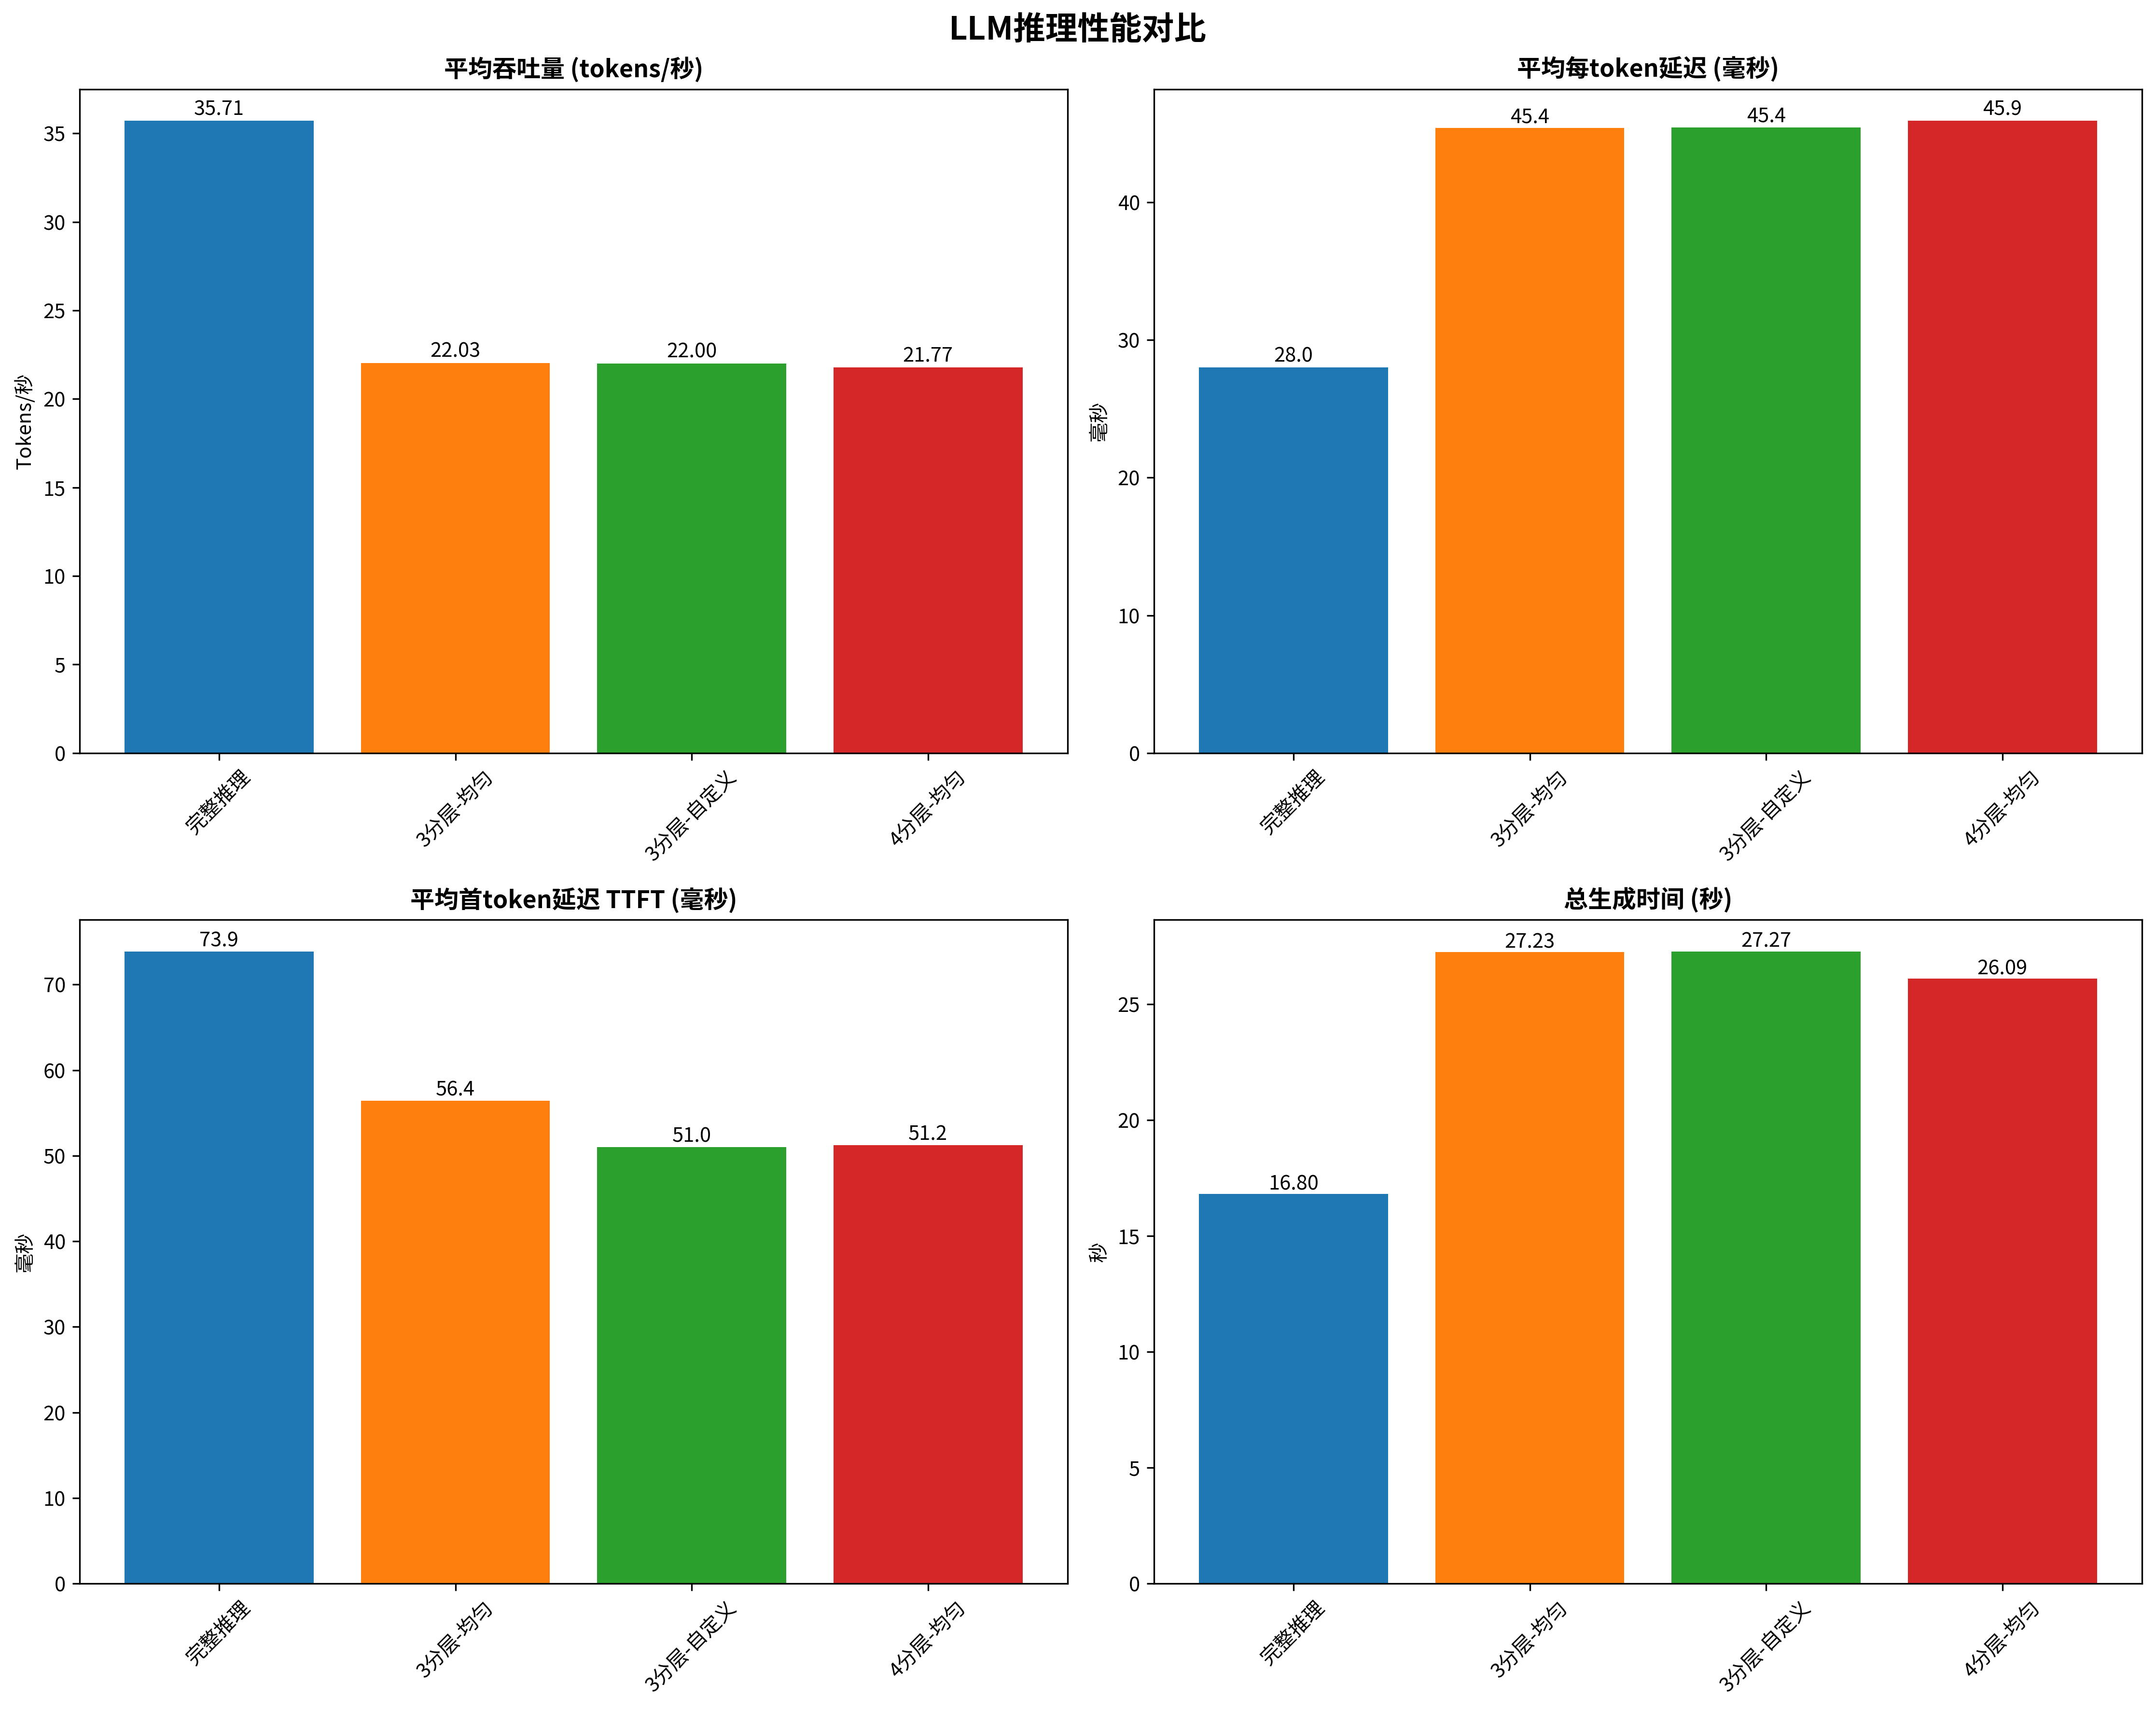 LLM推理性能对比
平均吞吐量 (tokens/秒)
Tokens/秒
35
30
25
20
15
10
5
0
35.71
22.03
22.00
21.77
完整推理
3分层-均匀
3分层-自定义
4分层-均匀
平均每token延迟 (毫秒)
毫秒
40
30
20
10
0
28.0
45.4
45.4
45.9
完整推理
3分层-均匀
3分层-自定义
4分层-均匀
平均首token延迟 TTFT (毫秒)
毫秒
70
60
50
40
30
20
10
0
73.9
56.4
51.0
51.2
完整推理
3分层-均匀
3分层-自定义
4分层-均匀
总生成时间 (秒)
秒
25
20
15
10
5
0
16.80
27.23
27.27
26.09
完整推理
3分层-均匀
3分层-自定义
4分层-均匀